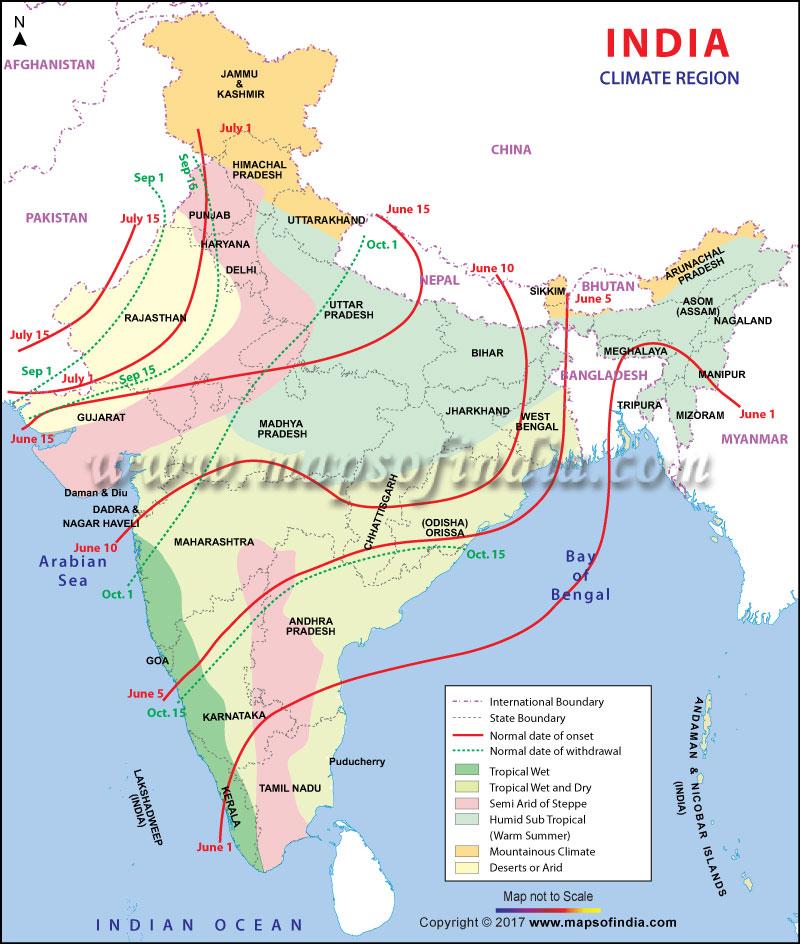 N
INDIA
CLIMATE REGION
AFGHANISTAN
JAMMU
&
KASHMIR
July 1
CHINA
Sep 16
HIMACHAL
PRADESH
Sep 1
PAKISTAN
July 15
PUNJAB
UTTARAKHAND
June 15
HARYANA
Oct. 1
DELHI
NEPAL
June 10
SIKKIM
BHUTAN
June 5
ARUNACHAL
PRADESH
RAJASTHAN
UTTAR
PRADESH
ASOM
(ASSAM)
NAGALAND
July 15
BIHAR
MEGHALAYA
Sep 1
July 1
Sep 15
BANGLADESH
MANIPUR
GUJARAT
JHARKHAND
WEST
BENGAL
TRIPURA
MIZORAM
June 1
June 15
MADHYA
PRADESH
MYANMAR
www.mapsofindia.com
Daman & Diu
DADRA &
NAGAR HAVELI
CHHATTISGARH
(ODISHA)
ORISSA
June 10
MAHARASHTRA
Arabian
Sea
Oct. 15
Bay
of
Bengal
Oct. 1
ANDHRA
PRADESH
GOA
June 5
Oct. 15
KARNATAKA
Puducherry
LAKSHADWEEP
(INDIA)
KERALA
TAMIL NADU
June 1
ANDAMAN & NICOBAR ISLANDS
(INDIA)
International Boundary
State Boundary
Normal date of onset
Normal date of withdrawal
Tropical Wet
Tropical Wet and Dry
Semi Arid of Steppe
Humid Sub Tropical
(Warm Summer)
Mountainous Climate
Deserts or Arid
Map not to Scale
INDIAN OCEAN
Copyright © 2017 www.mapsofindia.com